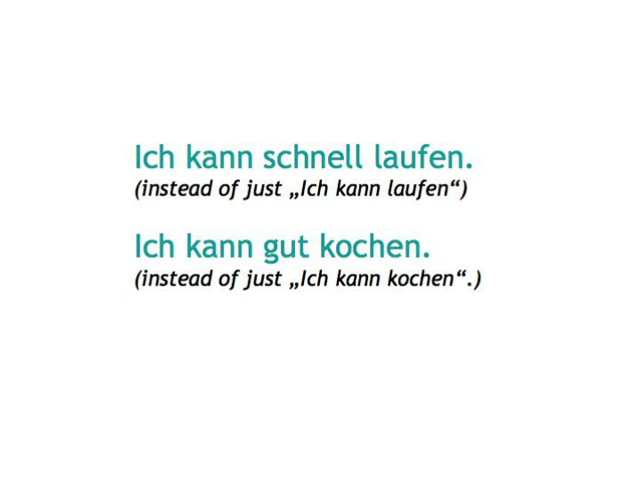 Ich kann schnell laufen.
(instead of just „Ich kann laufen“)
Ich kann gut kochen.
(instead of just „Ich kann kochen“.)